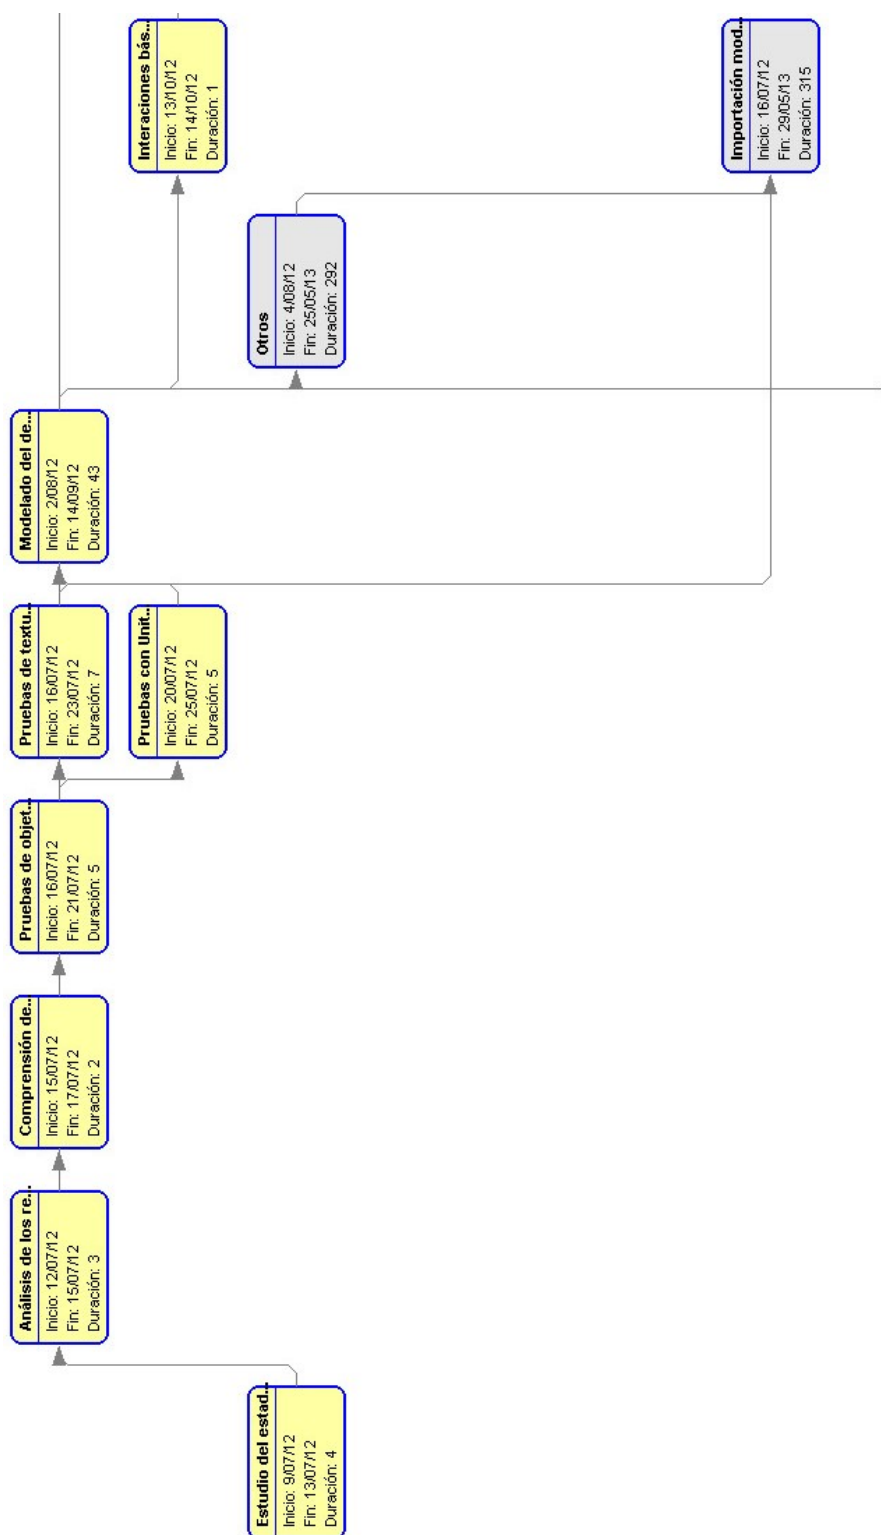 Estudio del estad...
Inicio: 9/07/12
Fin: 13/07/12
Duración: 4
Análisis de los re...
Inicio: 12/07/12
Fin: 15/07/12
Duración: 3
Comprensión de...
Inicio: 15/07/12
Fin: 17/07/12
Duración: 2
Pruebas de objet...
Inicio: 16/07/12
Fin: 21/07/12
Duración: 5
Pruebas de textu...
Inicio: 16/07/12
Fin: 23/07/12
Duración: 7
Pruebas con Unit...
Inicio: 20/07/12
Fin: 25/07/12
Duración: 5
Modelado del de...
Inicio: 2/08/12
Fin: 14/09/12
Duración: 43
Otros
Inicio: 4/08/12
Fin: 25/05/13
Duración: 292
Interaciones bás...
Inicio: 13/10/12
Fin: 14/10/12
Duración: 1
Importación mod...
Inicio: 16/07/12
Fin: 29/05/13
Duración: 315